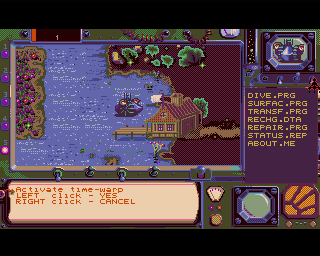 1
DIVE.PRG
SURFAC.PRG
TRANSF.PRG
RECHG.DTA
REPAIR.PRG
STATUS.REP
ABOUT.ME
Activate time-warp
LEFT click - YES
RIGHT click - CANCEL